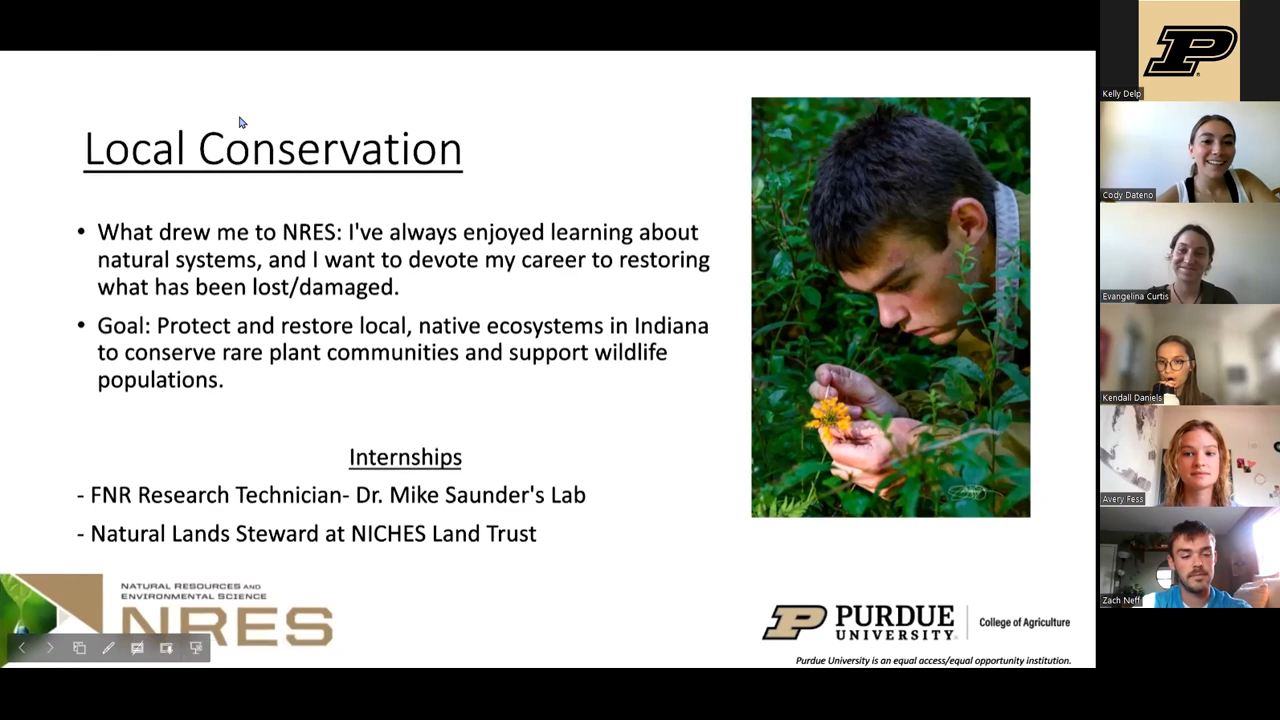 Local Conservation
• What drew me to NRES: I've always enjoyed learning about
natural systems, and I want to devote my career to restoring
what has been lost/damaged.
• Goal: Protect and restore local, native ecosystems in Indiana
to conserve rare plant communities and support wildlife
populations.
Internships
- FNR Research Technician- Dr. Mike Saunder's Lab
- Natural Lands Steward at NICHES Land Trust
NATURAL RESOURCES AND
ENVIRONMENTAL SCIENCE
NRES
P PURDUE
UNIVERSITY®
College of Agriculture
Purdue University is an equal access/equal opportunity institution.
P
Kelly Delp
Cody Dateno
Evangelina Curtis
Kendall Daniels
Avery Fess
Zach Neff